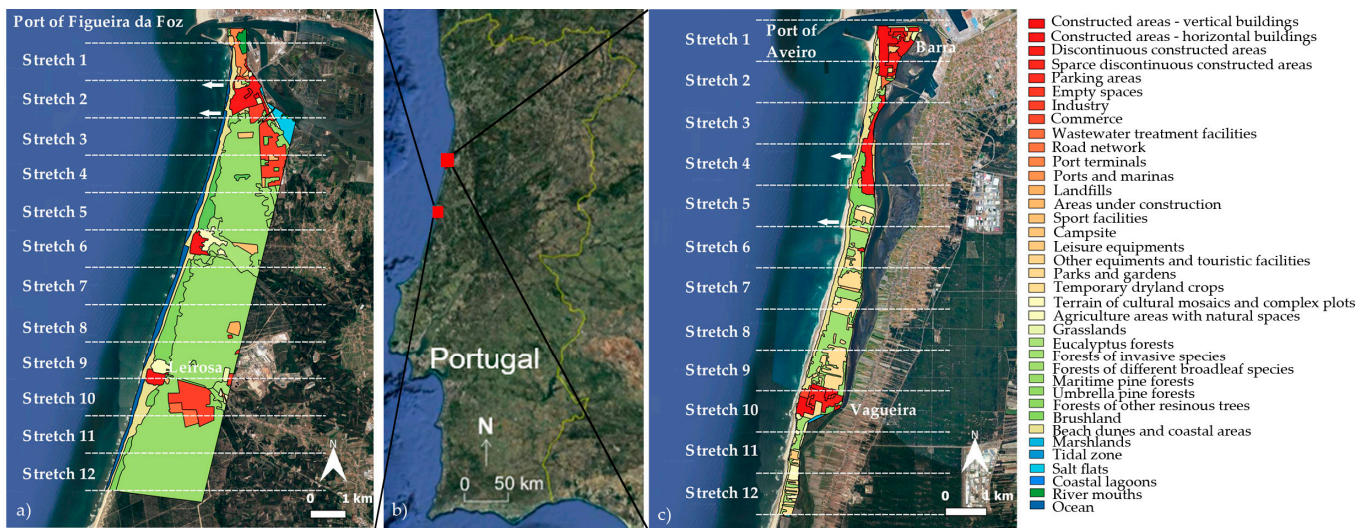 Port of Figueira da Foz
Stretch 1
Stretch 2
Stretch 3
Stretch 4
Stretch 5
Stretch 6
Stretch 7
Stretch 8
Stretch 9
Leirosa
Stretch 10
Stretch 11
Stretch 12
N
0 1 km
a)
Portugal
N
0 50 km
b)
Port of
Aveiro
Barra
Stretch 1
Stretch 2
Stretch 3
Stretch 4
Stretch 5
Stretch 6
Stretch 7
Stretch 8
Stretch 9
Stretch 10
Vagueira
Stretch 11
Stretch 12
N
0 1 km
c)
Constructed areas - vertical buildings
Constructed areas - horizontal buildings
Discontinuous constructed areas
Sparce discontinuous constructed areas
Parking areas
Empty spaces
Industry
Commerce
Wastewater treatment facilities
Road network
Port terminals
Ports and marinas
Landfills
Areas under construction
Sport facilities
Campsite
Leisure equipments
Other equiments and touristic facilities
Parks and gardens
Temporary dryland crops
Terrain of cultural mosaics and complex plots
Agriculture areas with natural spaces
Grasslands
Eucalyptus forests
Forests of invasive species
Forests of different broadleaf species
Maritime pine forests
Umbrella pine forests
Forests of other resinous trees
Brushland
Beach dunes and coastal areas
Marshlands
Tidal zone
Salt flats
Coastal lagoons
River mouths
Ocean